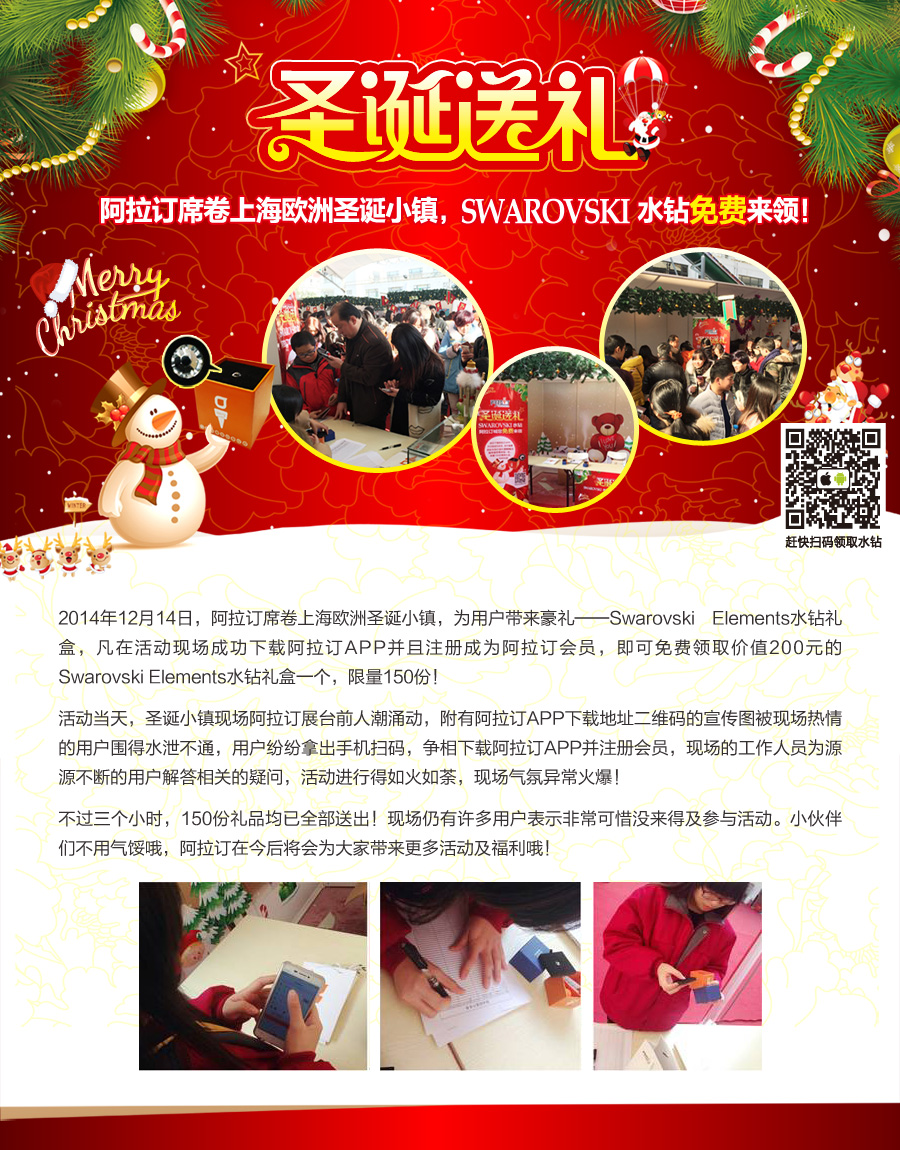 圣诞送礼
阿拉订席卷上海欧洲圣诞小镇，SWAROVSKI 水钻免费来领！
Merry
Christmas
WINTER
圣诞送礼
SWAROVSKI 水钻
赶快扫码领取水钻
2014年12月14日，阿拉订席卷上海欧洲圣诞小镇，为用户带来豪礼——Swarovski Elements水钻礼
盒，凡在活动现场成功下载阿拉订APP并且注册成为阿拉订会员，即可免费领取价值200元的
Swarovski Elements水钻礼盒一个，限量150份！
活动当天，圣诞小镇现场阿拉订展台前人潮涌动，附有阿拉订APP下载地址二维码的宣传图被现场热情
的用户围得水泄不通，用户纷纷拿出手机扫码，争相下载阿拉订APP并注册会员，现场的工作人员为源
源不断的用户解答相关的疑问，活动进行得如火如荼，现场气氛异常火爆！
不过三个小时，150份礼品均已全部送出！现场仍有许多用户表示非常可惜没来得及参与活动。小伙伴
们不用气馁哦，阿拉订在今后将会为大家带来更多活动及福利哦！